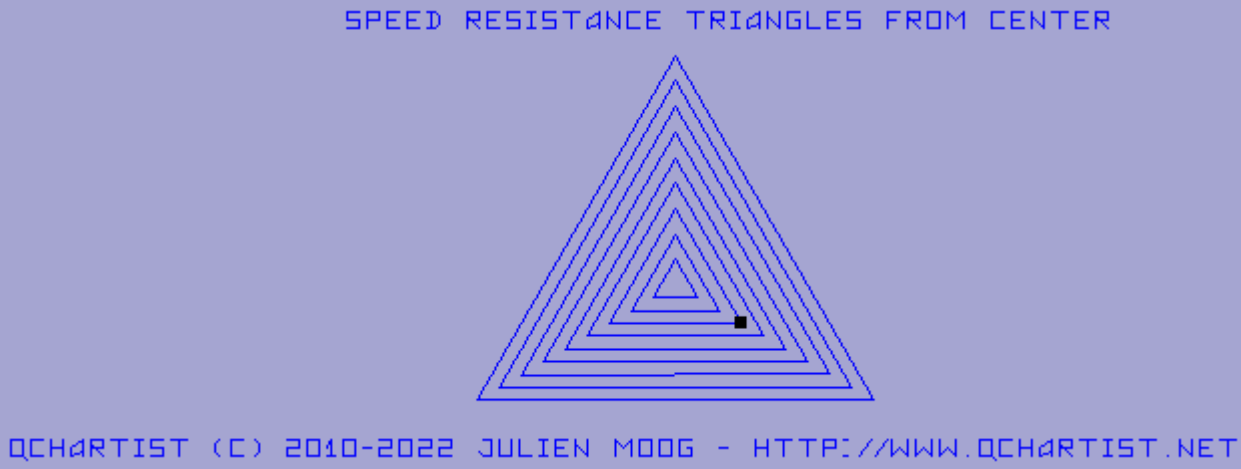 SPEED RESISTANCE TRIANGLES FROM CENTER
QCHARTIST (C) 2010-2022 JULIEN MOOG - HTTP://WWW.QCHARTIST.NET